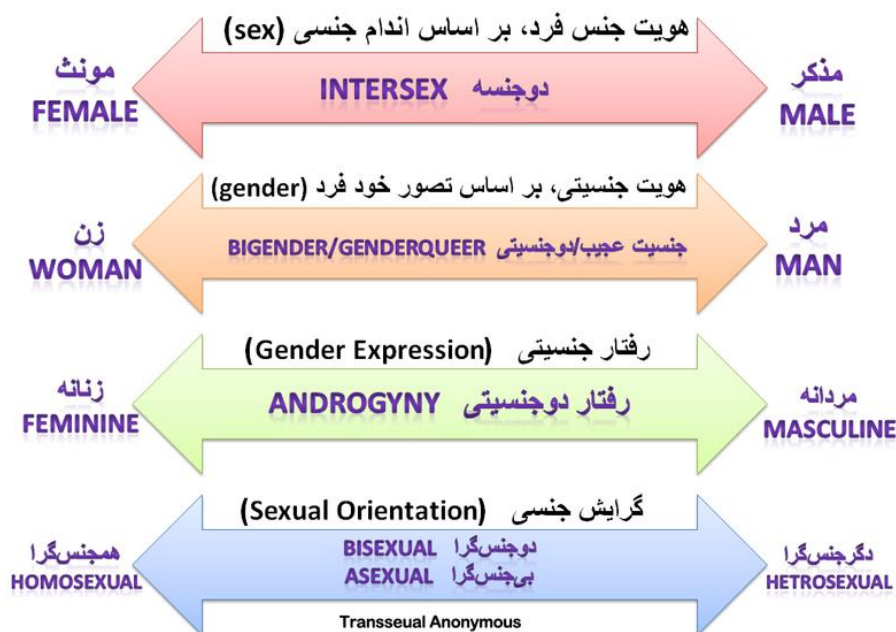 هویت جنس فرد، بر اساس اندام جنسی (sex)
مذکر
MALE
دوجنسه INTERSEX
مونث
FEMALE
هویت جنسیتی، بر اساس تصور خود فرد (gender)
مرد
MAN
جنسیت عجیب/دوجنسیتی BIGENDER/GENDERQUEER
زن
WOMAN
رفتار جنسیتی (Gender Expression)
مردانه
MASCULINE
رفتار دوجنسیتی ANDROGYNY
زنانه
FEMININE
گرایش جنسی (Sexual Orientation)
دگرجنس‌گرا
HETROSEXUAL
دوجنس‌گرا BISEXUAL
بی‌جنس‌گرا ASEXUAL
همجنس‌گرا
HOMOSEXUAL
Transseual Anonymous